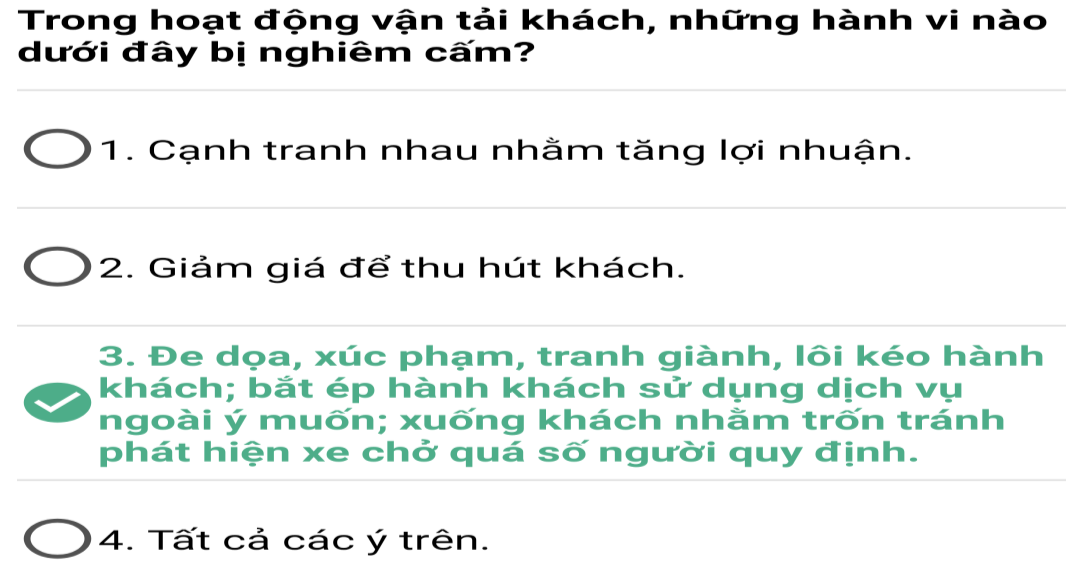 Trong hoạt động vận tải khách, những hành vi nào
dưới đây bị nghiêm cấm?
1. Cạnh tranh nhau nhằm tăng lợi nhuận.
2. Giảm giá để thu hút khách.
3. Đe dọa, xúc phạm, tranh giành, lôi kéo hành
khách; bắt ép hành khách sử dụng dịch vụ
ngoài ý muốn; xuống khách nhằm trốn tránh
phát hiện xe chở quá số người quy định.
4. Tất cả các ý trên.